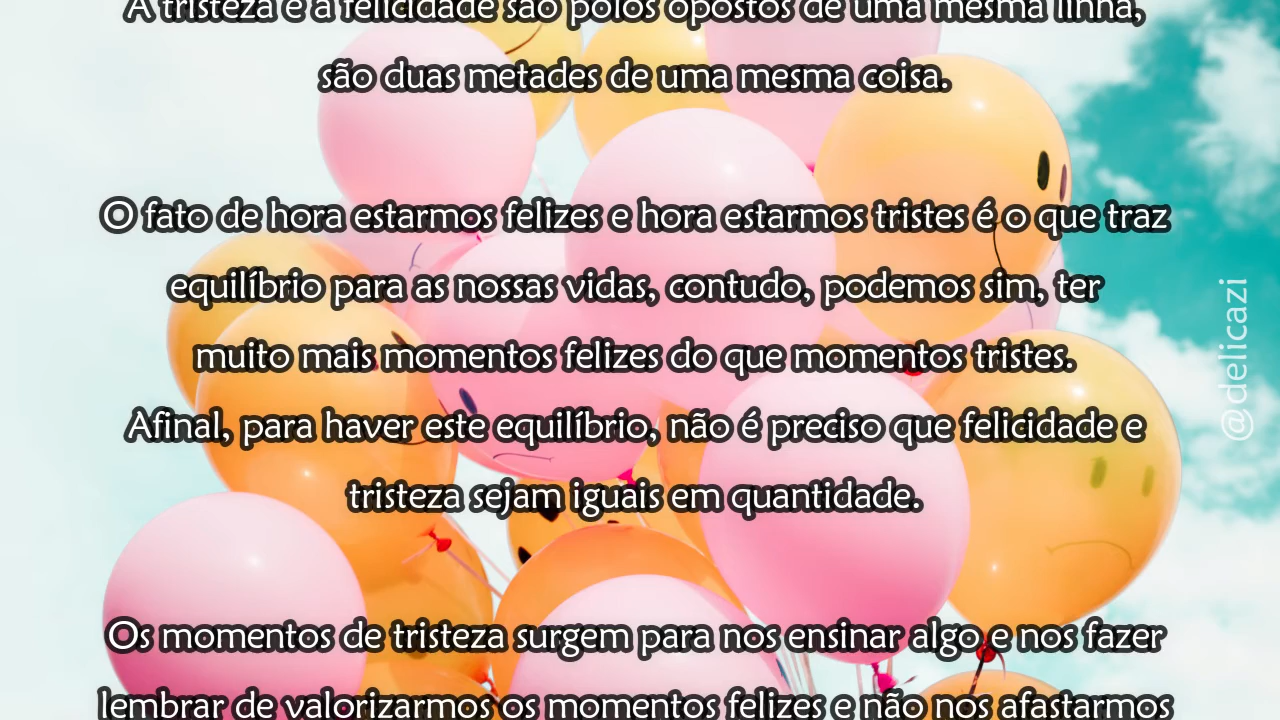 A tristeza e a felicidade são polos opostos de uma mesma linha,
são duas metades de uma mesma coisa.
O fato de hora estarmos felizes e hora estarmos tristes é o que traz
equilíbrio para as nossas vidas, contudo, podemos sim, ter
muito mais momentos felizes do que momentos tristes.
Afinal, para haver este equilíbrio, não é preciso que felicidade e
tristeza sejam iguais em quantidade.
Os momentos de tristeza surgem para nos ensinar algo e nos fazer
lembrar de valorizarmos os momentos felizes e não nos afastarmos
@delicazi